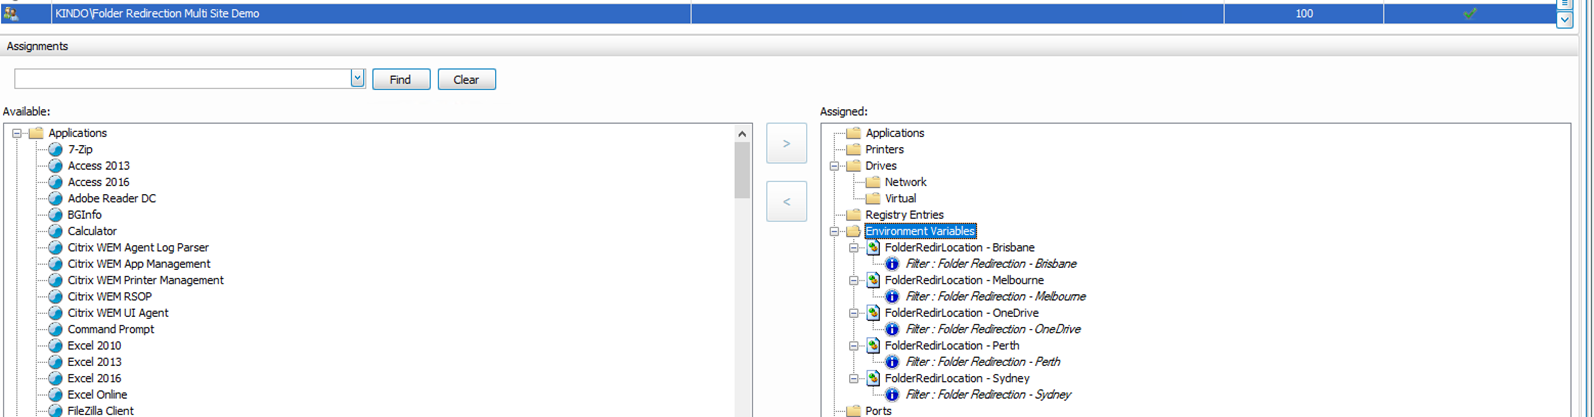 KINDO\Folder Redirection Multi Site Demo 100
Assignments
Find Clear
Available:
Applications
7-Zip
Access 2013
Access 2016
Adobe Reader DC
BGInfo
Calculator
Citrix WEM Agent Log Parser
Citrix WEM App Management
Citrix WEM Printer Management
Citrix WEM RSOP
Citrix WEM UI Agent
Command Prompt
Excel 2010
Excel 2013
Excel 2016
Excel Online
FileZilla Client
>
<
Assigned:
Applications
Printers
Drives
Network
Virtual
Registry Entries
Environment Variables
FolderRedirLocation - Brisbane
Filter : Folder Redirection - Brisbane
FolderRedirLocation - Melbourne
Filter : Folder Redirection - Melbourne
FolderRedirLocation - OneDrive
Filter : Folder Redirection - OneDrive
FolderRedirLocation - Perth
Filter : Folder Redirection - Perth
FolderRedirLocation - Sydney
Filter : Folder Redirection - Sydney
Ports